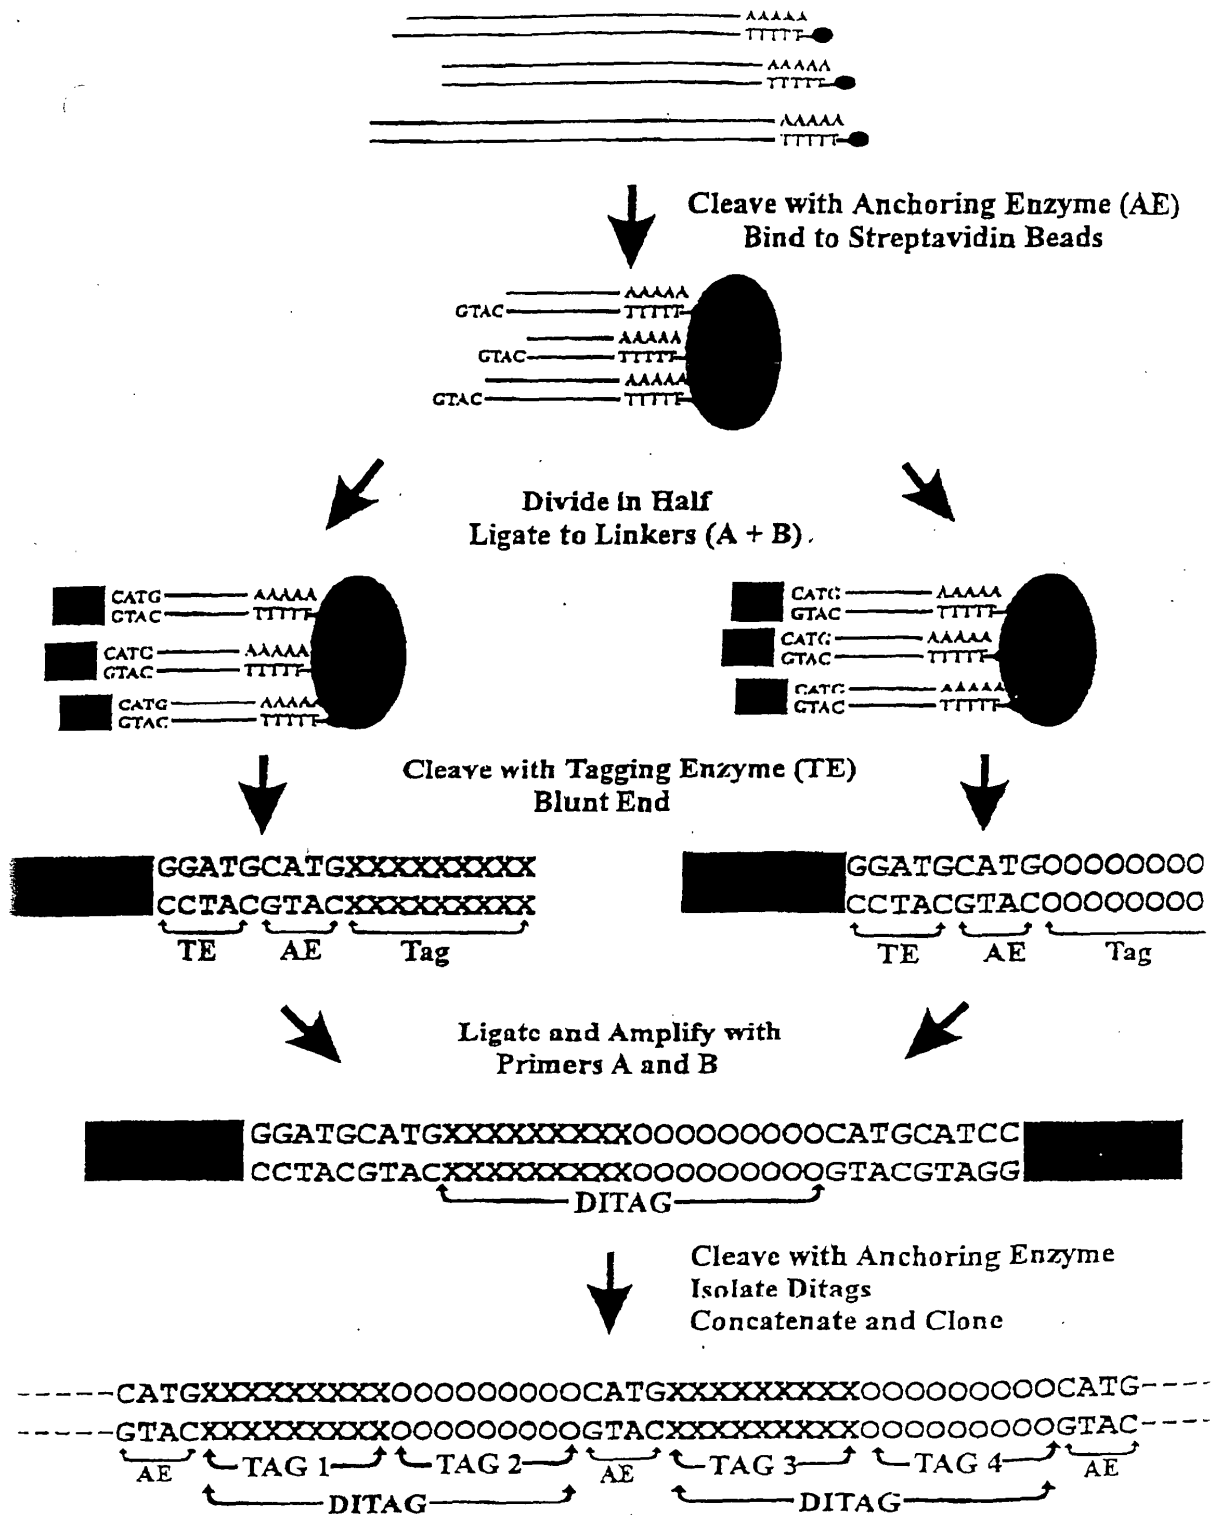 AAAAA
TTTTT
AAAAA
TTTTT
AAAAA
TTTTT
Cleave with Anchoring Enzyme (AE)
Bind to Streptavidin Beads
AAAAA
GTAC TTTTT
AAAAA
GTAC TTTTT
AAAAA
GTAC TTTTT
Divide in Half
Ligate to Linkers (A + B)
CATG AAAAA
GTAC TTTTT
CATG AAAAA
GTAC TTTTT
CATG AAAAA
GTAC TTTTT
CATG AAAAA
GTAC TTTTT
CATG AAAAA
GTAC TTTTT
CATG AAAAA
GTAC TTTTT
Cleave with Tagging Enzyme (TE)
Blunt End
GGATGCATGXXXXXXXXX
CCTACGTACXXXXXXXXX
TE AE Tag
GGATGCATGOOOOOOOO
CCTACGTACOOOOOOOO
TE AE Tag
Ligate and Amplify with
Primers A and B
GGATGCATGXXXXXXXXXOOOOOOOOOCATGCATCC
CCTACGTACXXXXXXXXXOOOOOOOOOGTACGTAGG
DITAG
Cleave with Anchoring Enzyme
Isolate Ditags
Concatenate and Clone
-----CATGXXXXXXXXXOOOOOOOOOCATGXXXXXXXXXOOOOOOOOOCATG----
-----GTACXXXXXXXXXOOOOOOOOOGTACXXXXXXXXXOOOOOOOOOGTAC----
AE TAG 1 TAG 2 AE TAG 3 TAG 4 AE
DITAG DITAG